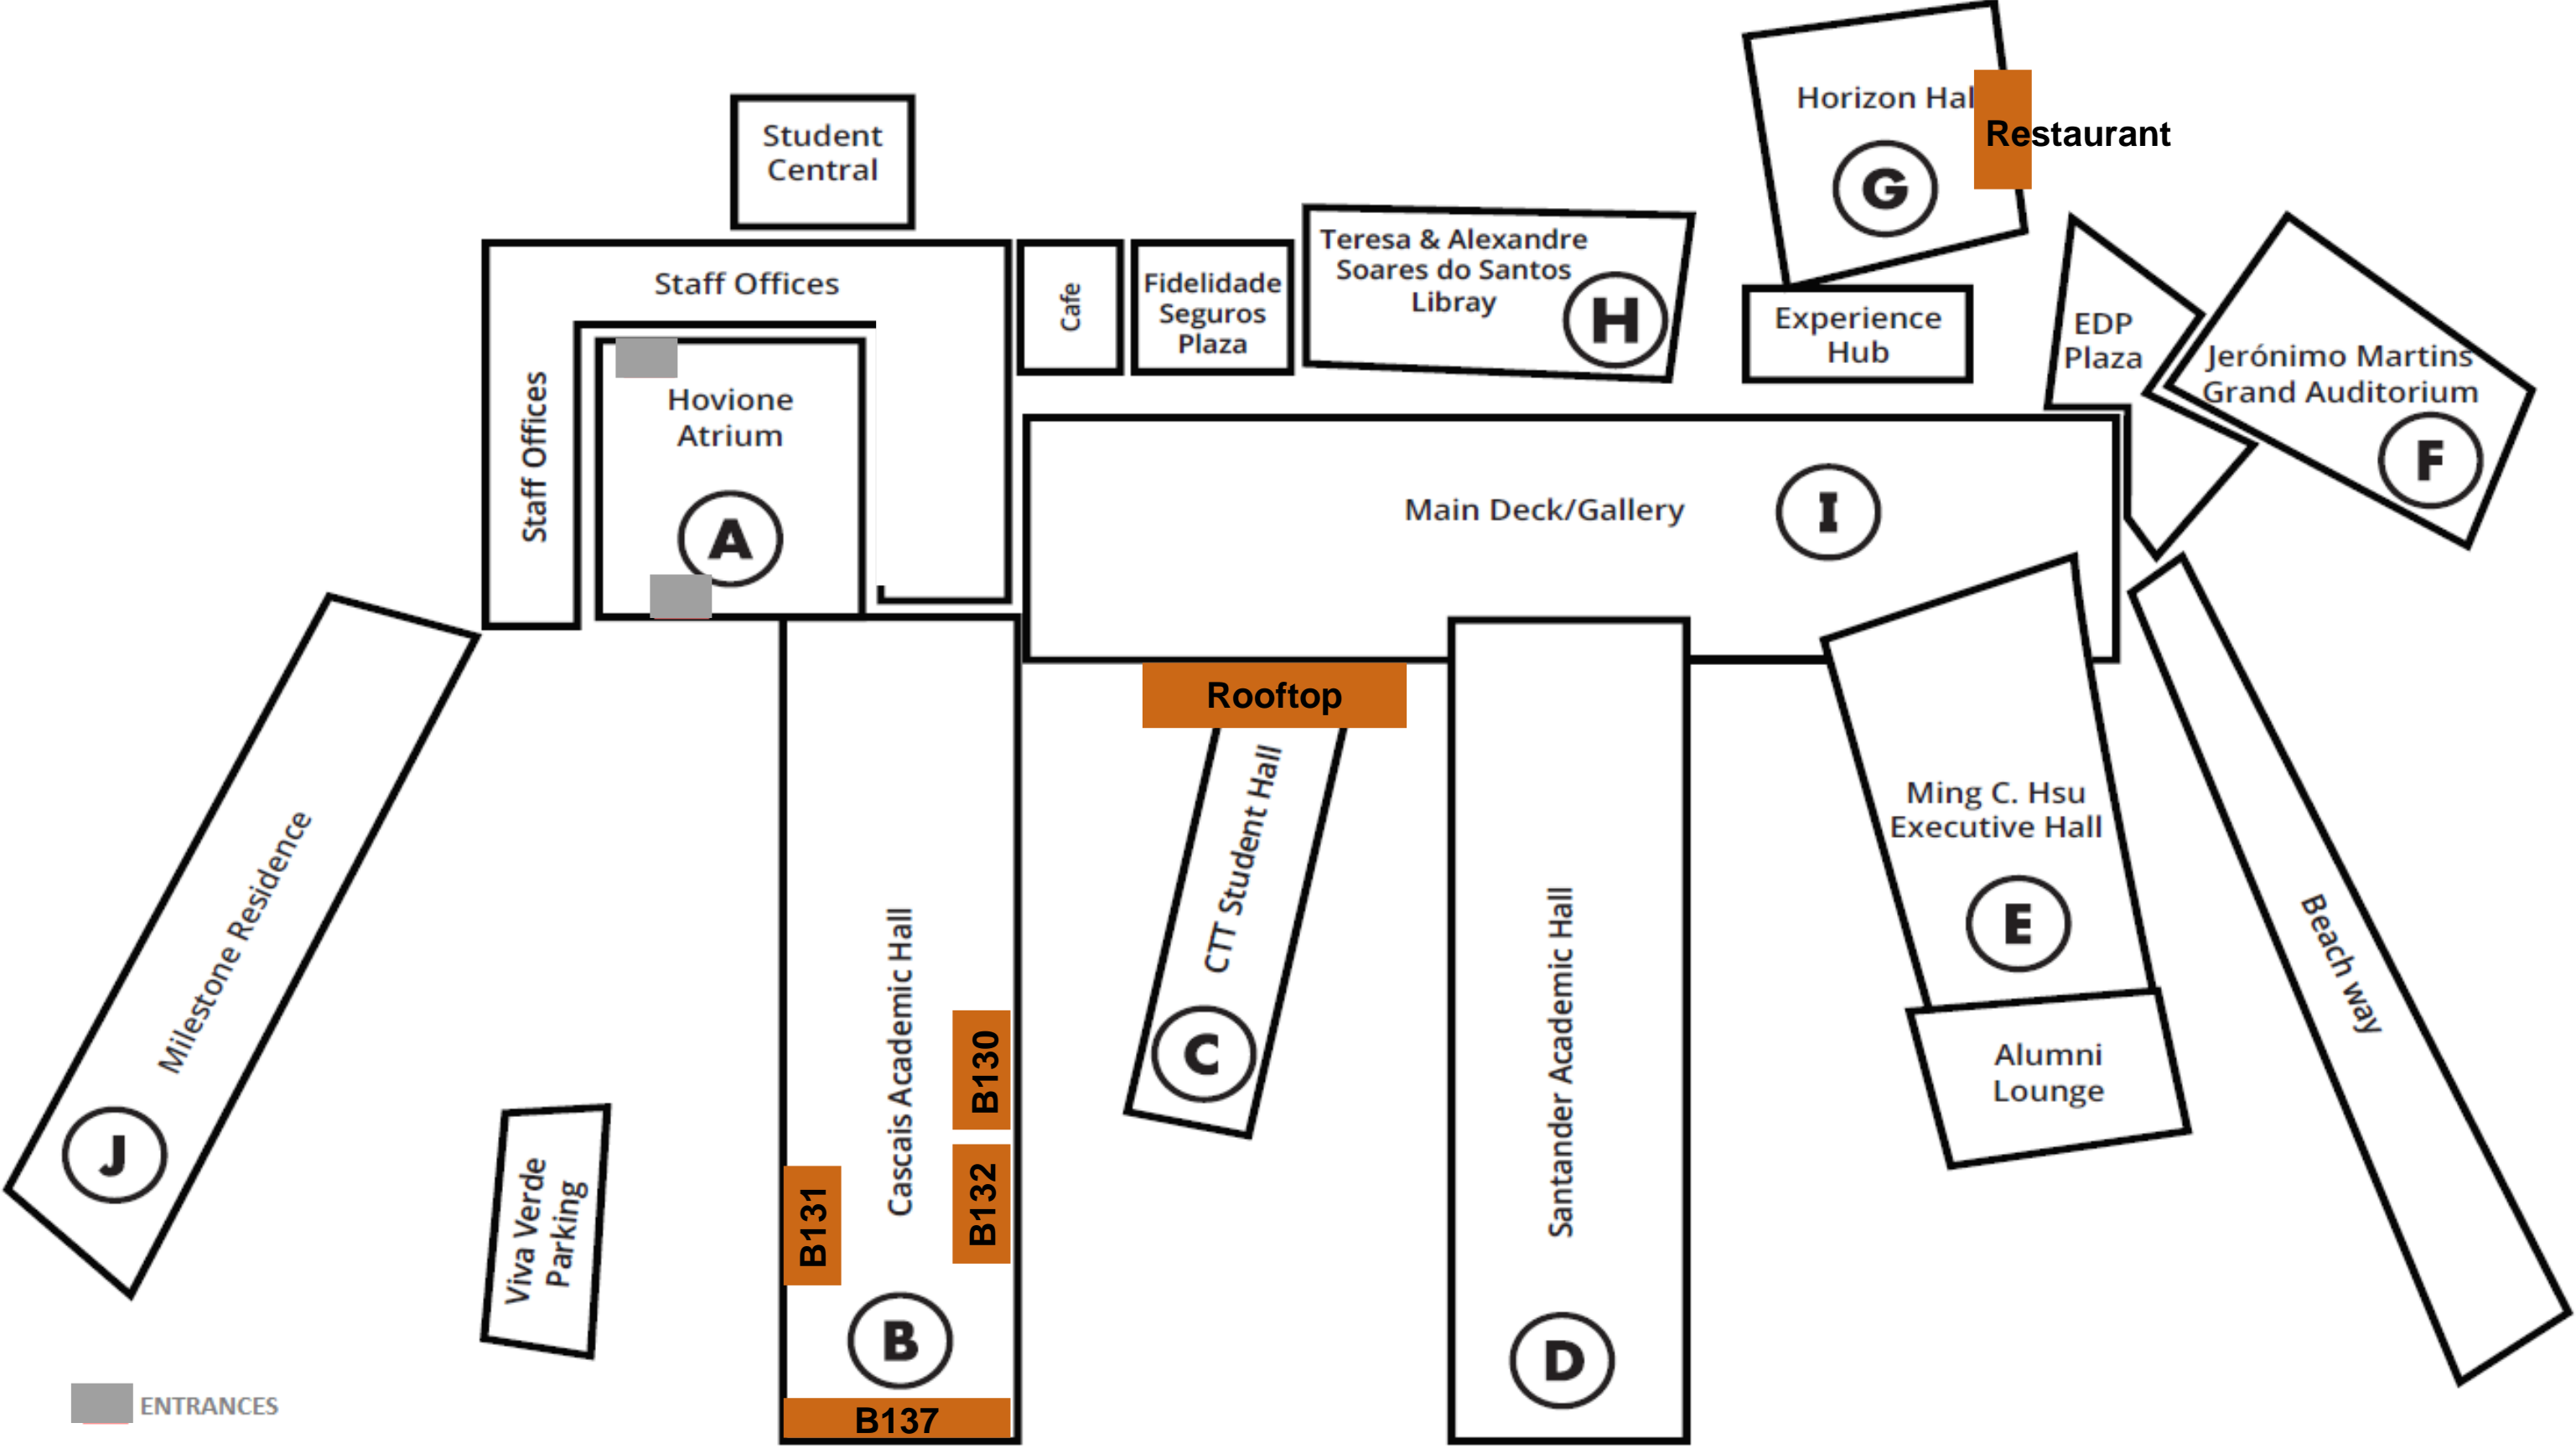 Student
Central
Horizon Hal
G
Restaurant
Staff Offices
Staff Offices
Cafe
Fidelidade
Seguros
Plaza
Teresa & Alexandre
Soares do Santos
Libray
H
Experience
Hub
EDP
Plaza
Jerónimo Martins
Grand Auditorium
F
Hovione
Atrium
A
Main Deck/Gallery
I
Milestone Residence
J
Viva Verde
Parking
Cascais Academic Hall
B130
B132
B131
B
B137
Rooftop
CTT Student Hall
C
Santander Academic Hall
D
Ming C. Hsu
Executive Hall
E
Alumni
Lounge
Beach way
ENTRANCES